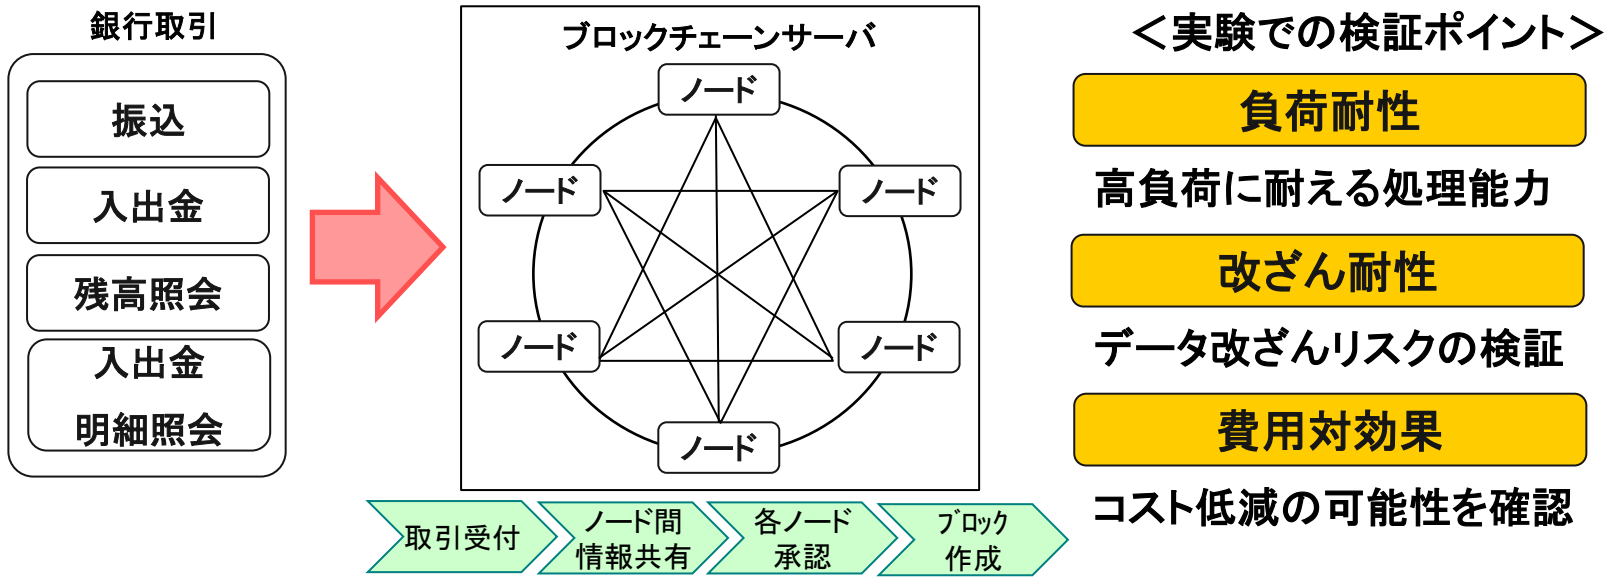 銀行取引
振込
入出金
残高照会
入出金
明細照会
ブロックチェーンサーバ
ノード
ノード
ノード
ノード
ノード
ノード
取引受付
ノード間
情報共有
各ノード
承認
ﾌﾞﾛｯｸ
作成
＜実験での検証ポイント＞
負荷耐性
高負荷に耐える処理能力
改ざん耐性
データ改ざんリスクの検証
費用対効果
コスト低減の可能性を確認